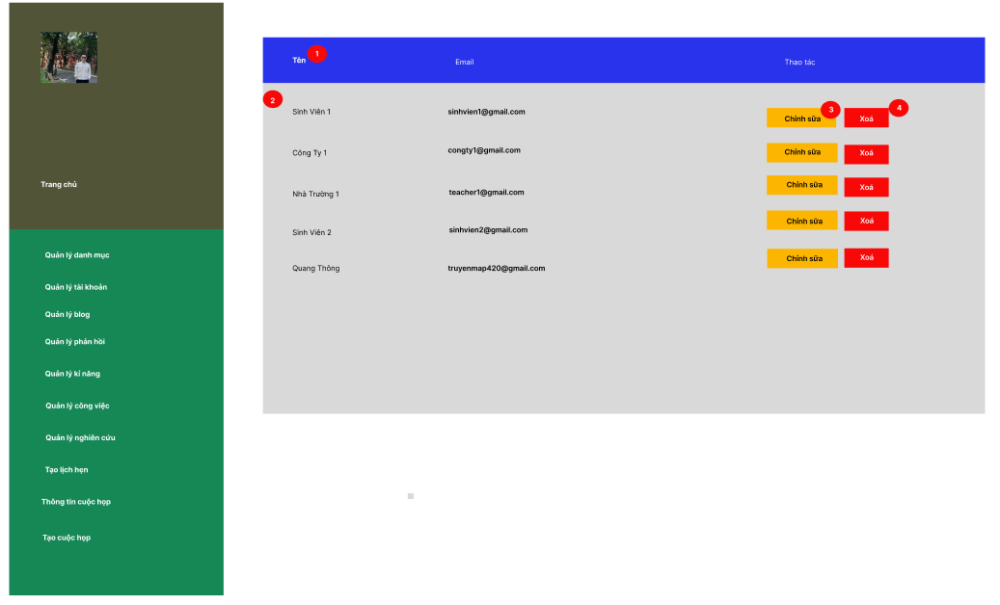 Trang chủ
Quản lý danh mục
Quản lý tài khoản
Quản lý blog
Quản lý phản hồi
Quản lý kĩ năng
Quản lý công việc
Quản lý nghiên cứu
Tạo lịch hẹn
Thông tin cuộc họp
Tạo cuộc họp
Tên 1 Email Thao tác
2
Sinh Viên 1 sinhvien1@gmail.com Chỉnh sửa 3 Xoá 4
Công Ty 1 congty1@gmail.com Chỉnh sửa Xoá
Nhà Trường 1 teacher1@gmail.com Chỉnh sửa Xoá
Sinh Viên 2 sinhvien2@gmail.com Chỉnh sửa Xoá
Quang Thông truyenmap420@gmail.com Chỉnh sửa Xoá